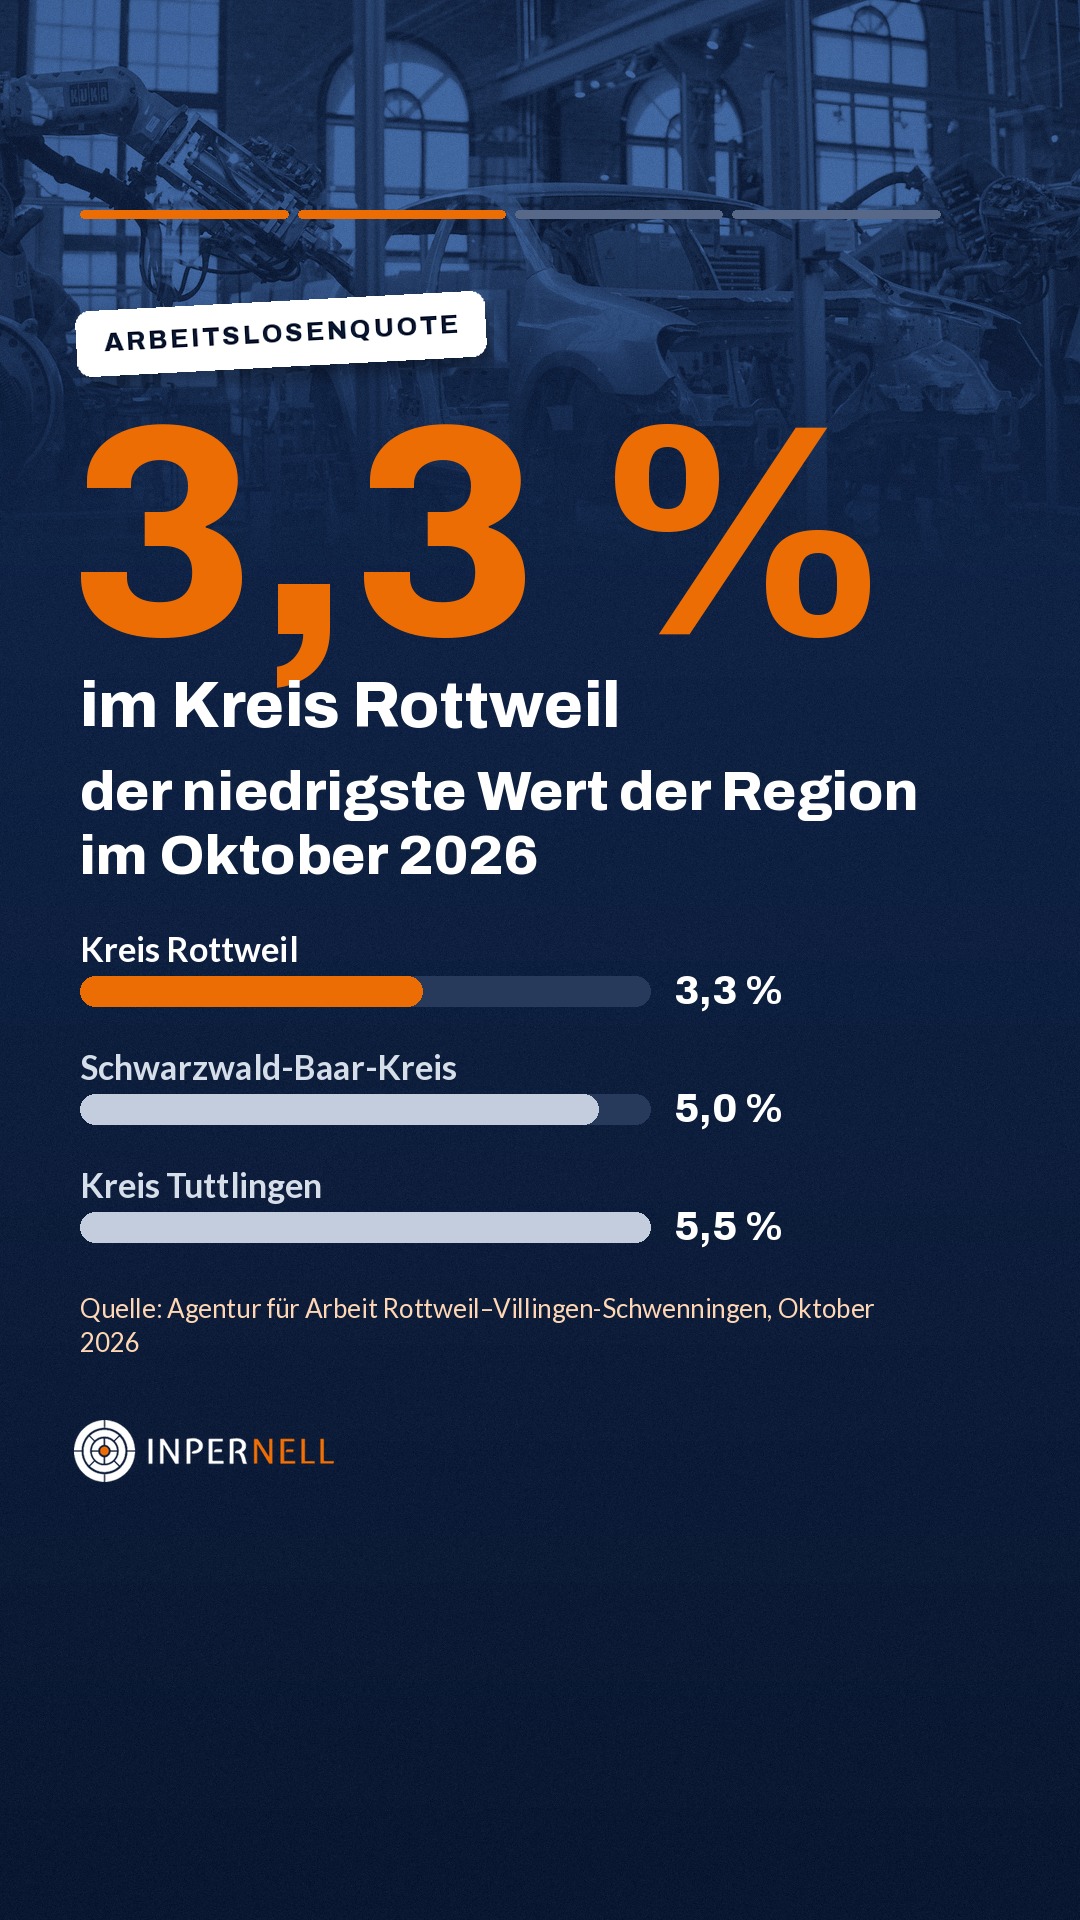 KUKA
ARBEITSLOSENQUOTE
3,3 %
im Kreis Rottweil
der niedrigste Wert der Region
im Oktober 2026
Kreis Rottweil
3,3 %
Schwarzwald-Baar-Kreis
5,0 %
Kreis Tuttlingen
5,5 %
Quelle: Agentur für Arbeit Rottweil–Villingen-Schwenningen, Oktober
2026
INPERNELL